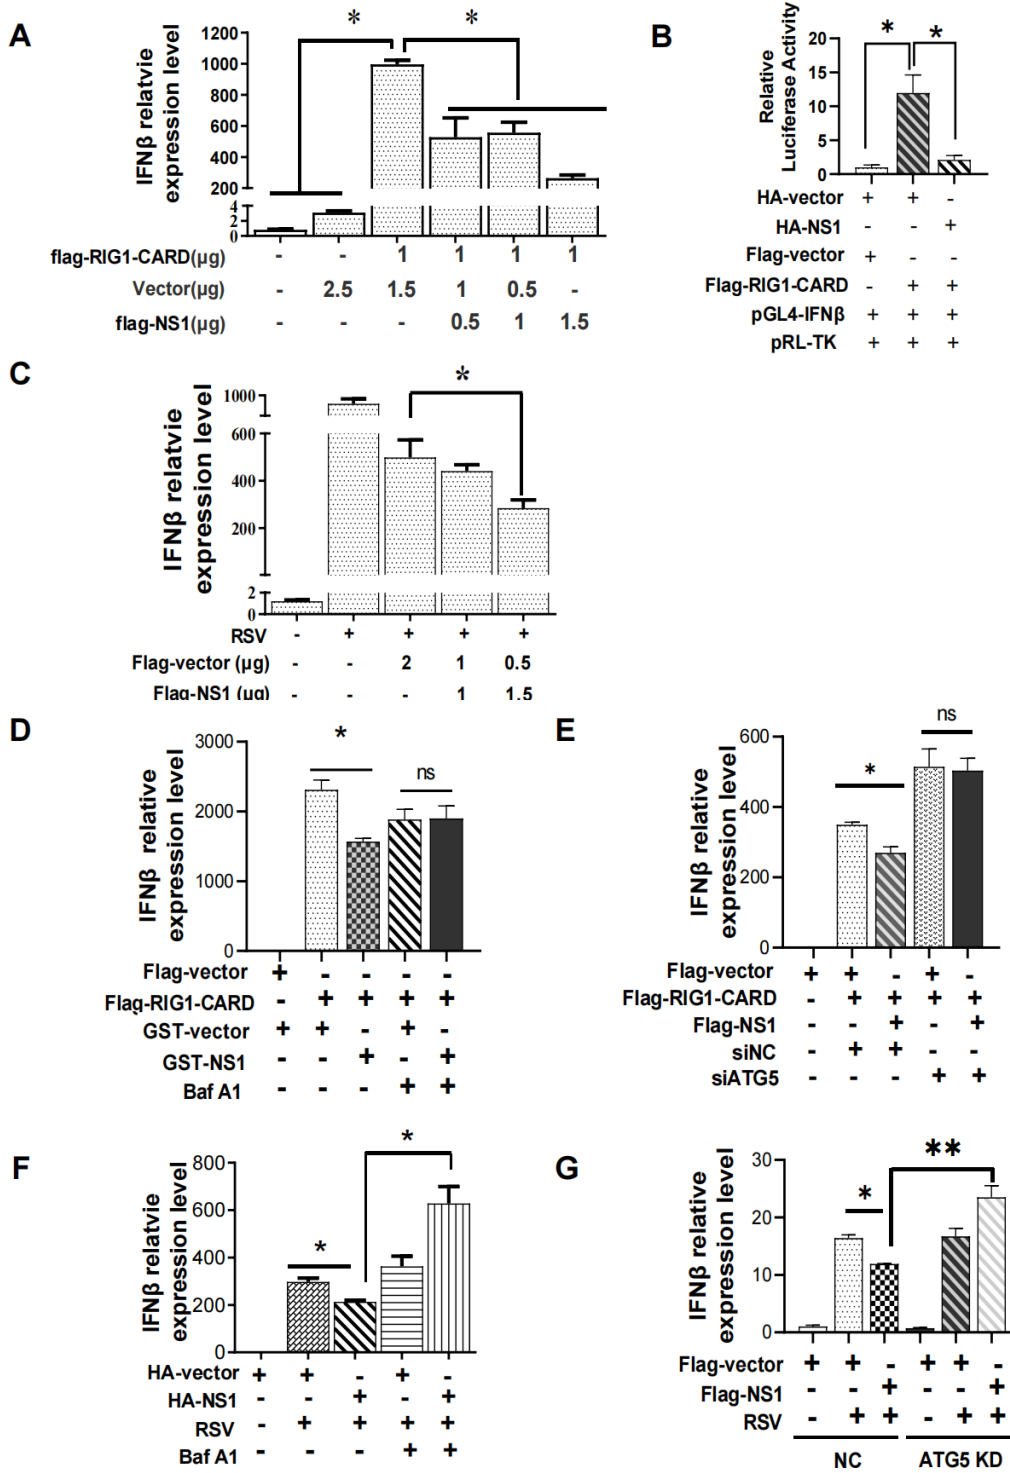 A
IFNβ relatvie
expression level
1200
1000
800
600
400
200
4
2
0
*
*
flag-RIG1-CARD(µg) - - 1 1 1 1
Vector(µg) - 2.5 1.5 1 0.5 -
flag-NS1(µg) - - - 0.5 1 1.5
B
Relative
Luciferase Activity
20
15
10
5
0
*
*
HA-vector + + -
HA-NS1 - - +
Flag-vector + - -
Flag-RIG1-CARD - + +
pGL4-IFNβ + + +
pRL-TK + + +
C
IFNβ relatvie
expression level
1000
600
400
200
2
0
*
RSV - + + + +
Flag-vector (µg) - - 2 1 0.5
Flag-NS1 (µg) - - - 1 1.5
D
IFNβ relative
expression level
3000
2000
1000
0
*
ns
Flag-vector + - - - -
Flag-RIG1-CARD - + + + +
GST-vector + + - + -
GST-NS1 - - + - +
Baf A1 - - - + +
E
IFNβ relative
expression level
600
400
200
0
*
ns
Flag-vector + + - + -
Flag-RIG1-CARD - + + + +
Flag-NS1 - - + - +
siNC - + + - -
siATG5 - - - + +
F
IFNβ relatvie
expression level
800
600
400
200
0
*
*
HA-vector + + - + -
HA-NS1 - - + - +
RSV - + + + +
Baf A1 - - - + +
G
IFNβ relative
expression level
30
20
10
0
*
**
Flag-vector + + - + + -
Flag-NS1 - - + - - +
RSV - + + - + +
NC ATG5 KD